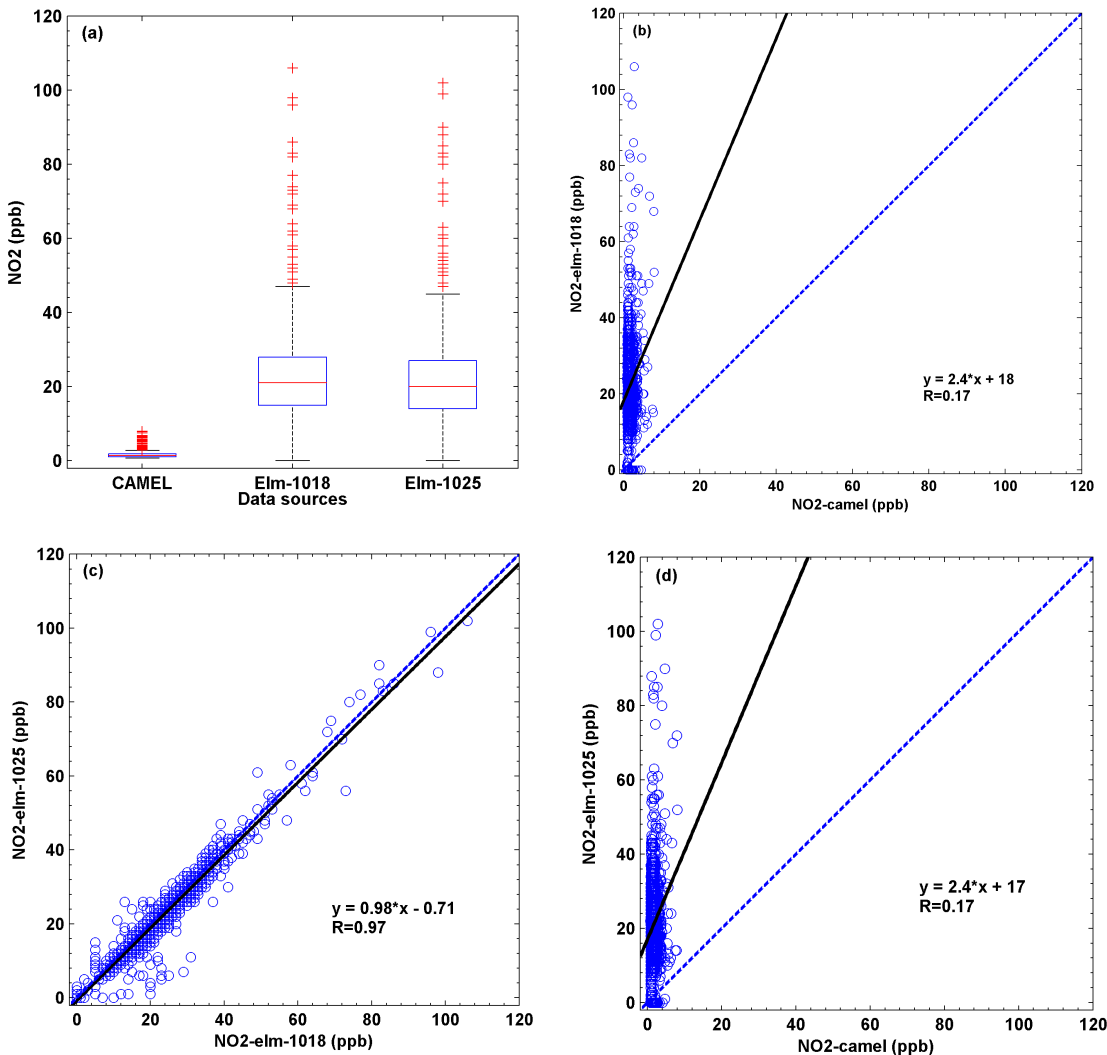 (a)
NO2 (ppb)
120
100
80
60
40
20
0
CAMEL Elm-1018 Elm-1025
Data sources
(b)
NO2-elm-1018 (ppb)
120
100
80
60
40
20
0
y = 2.4*x + 18
R=0.17
0 20 40 60 80 100 120
NO2-camel (ppb)
(c)
NO2-elm-1025 (ppb)
120
100
80
60
40
20
0
y = 0.98*x - 0.71
R=0.97
0 20 40 60 80 100 120
NO2-elm-1018 (ppb)
(d)
NO2-elm-1025 (ppb)
120
100
80
60
40
20
0
y = 2.4*x + 17
R=0.17
0 20 40 60 80 100 120
NO2-camel (ppb)